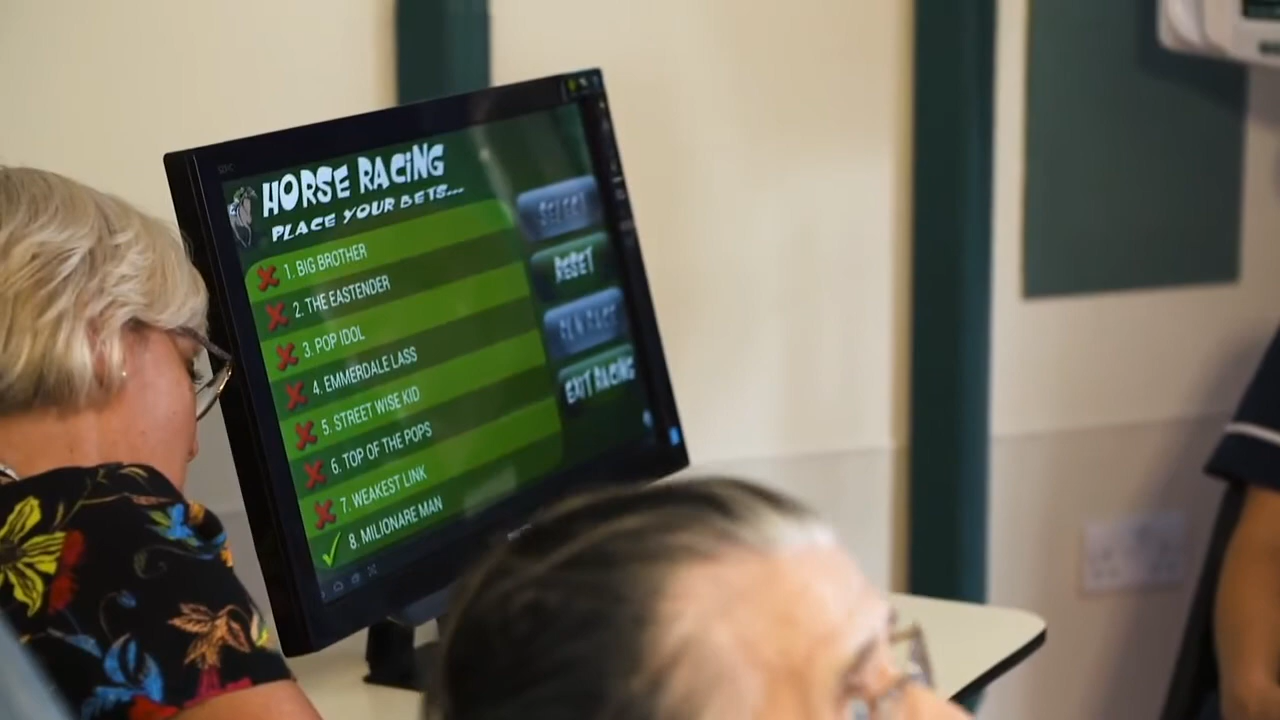 HORSE RACING
PLACE YOUR BETS...
1. BIG BROTHER
2. THE EASTENDER
3. POP IDOL
4. EMMERDALE LASS
5. STREET WISE KID
6. TOP OF THE POPS
7. WEAKEST LINK
8. MILIONARE MAN
SELECT
RESET
EXIT RACING